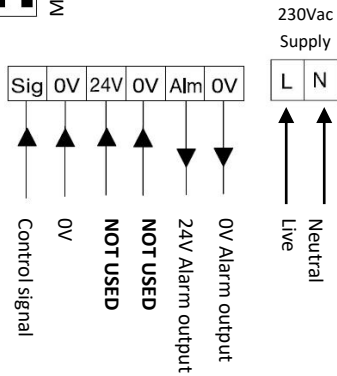 M
230Vac
Supply
Sig 0V 24V 0V Alm 0V
L N
Control signal
0V
NOT USED
NOT USED
24V Alarm output
0V Alarm output
Live
Neutral